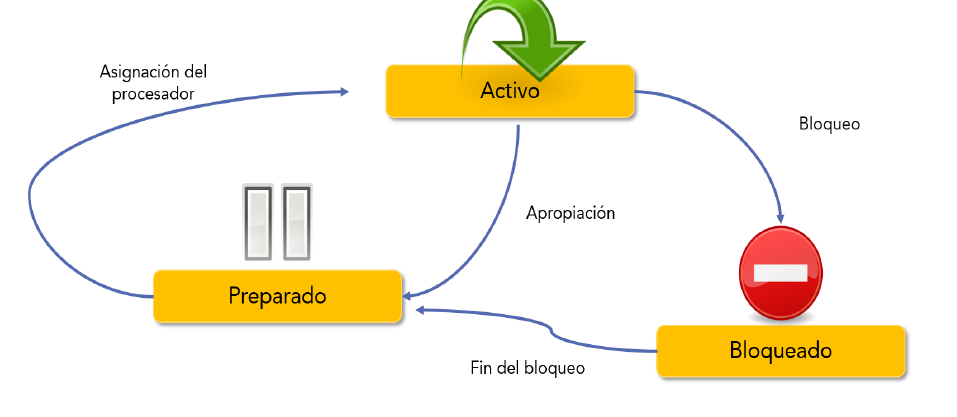 Asignación del
procesador
Activo
Bloqueo
Apropiación
Preparado
Bloqueado
Fin del bloqueo